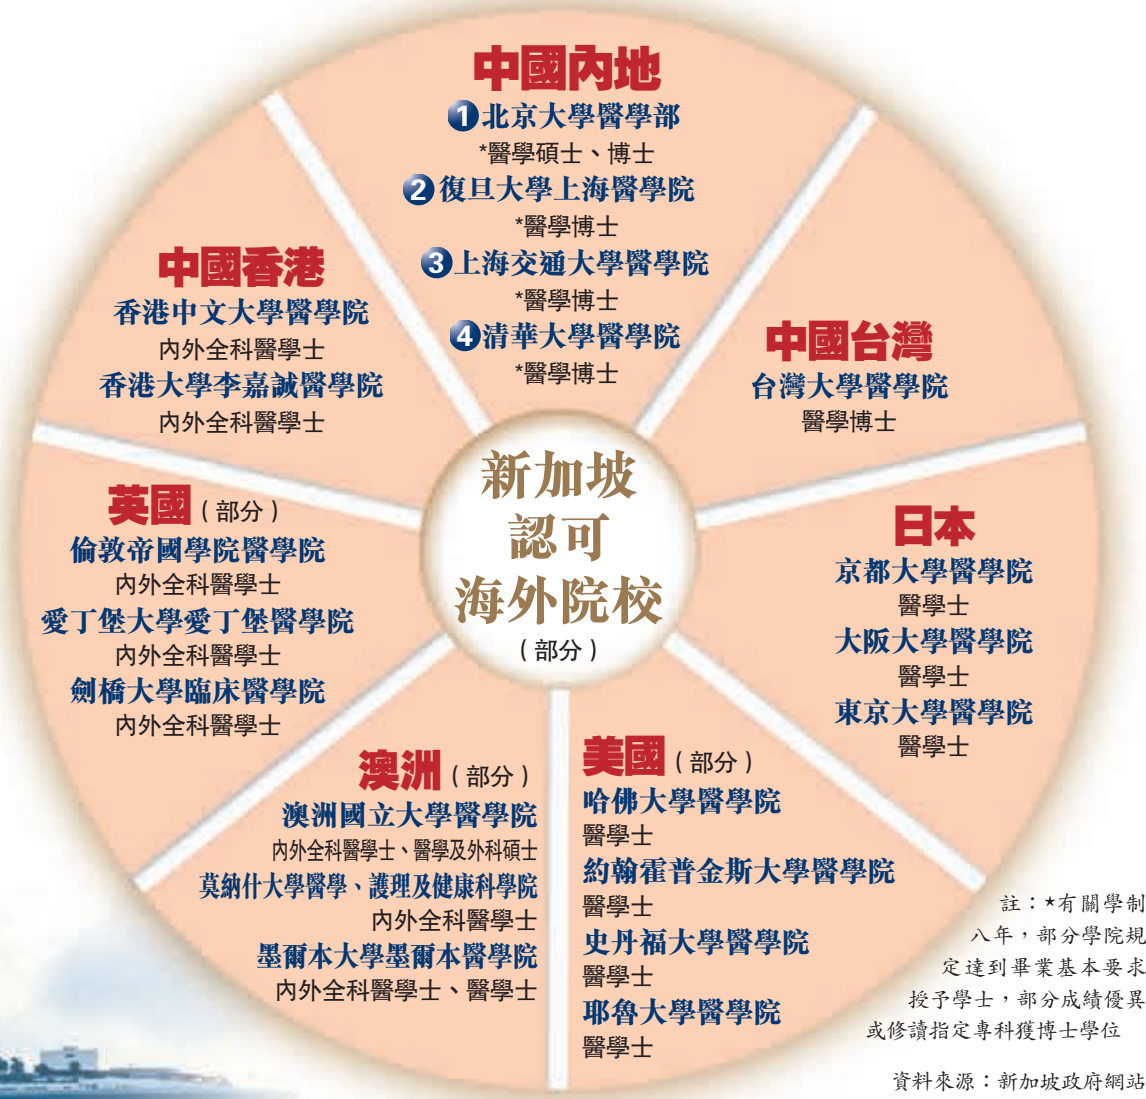 中國內地
1北京大學醫學部
*醫學碩士、博士
2復旦大學上海醫學院
*醫學博士
3上海交通大學醫學院
*醫學博士
4清華大學醫學院
*醫學博士
中國香港
香港中文大學醫學院
內外全科醫學士
香港大學李嘉誠醫學院
內外全科醫學士
中國台灣
台灣大學醫學院
醫學博士
新加坡
認可
海外院校
（部分）
英國（部分）
倫敦帝國學院醫學院
內外全科醫學士
愛丁堡大學愛丁堡醫學院
內外全科醫學士
劍橋大學臨床醫學院
內外全科醫學士
日本
京都大學醫學院
醫學士
大阪大學醫學院
醫學士
東京大學醫學院
醫學士
澳洲（部分）
澳洲國立大學醫學院
內外全科醫學士、醫學及外科碩士
莫納什大學醫學、護理及健康科學院
內外全科醫學士
墨爾本大學墨爾本醫學院
內外全科醫學士、醫學士
美國（部分）
哈佛大學醫學院
醫學士
約翰霍普金斯大學醫學院
醫學士
史丹福大學醫學院
醫學士
耶魯大學醫學院
醫學士
註：★有關學制
八年，部分學院規
定達到畢業基本要求
授予學士，部分成績優異
或修讀指定專科獲博士學位
資料來源：新加坡政府網站